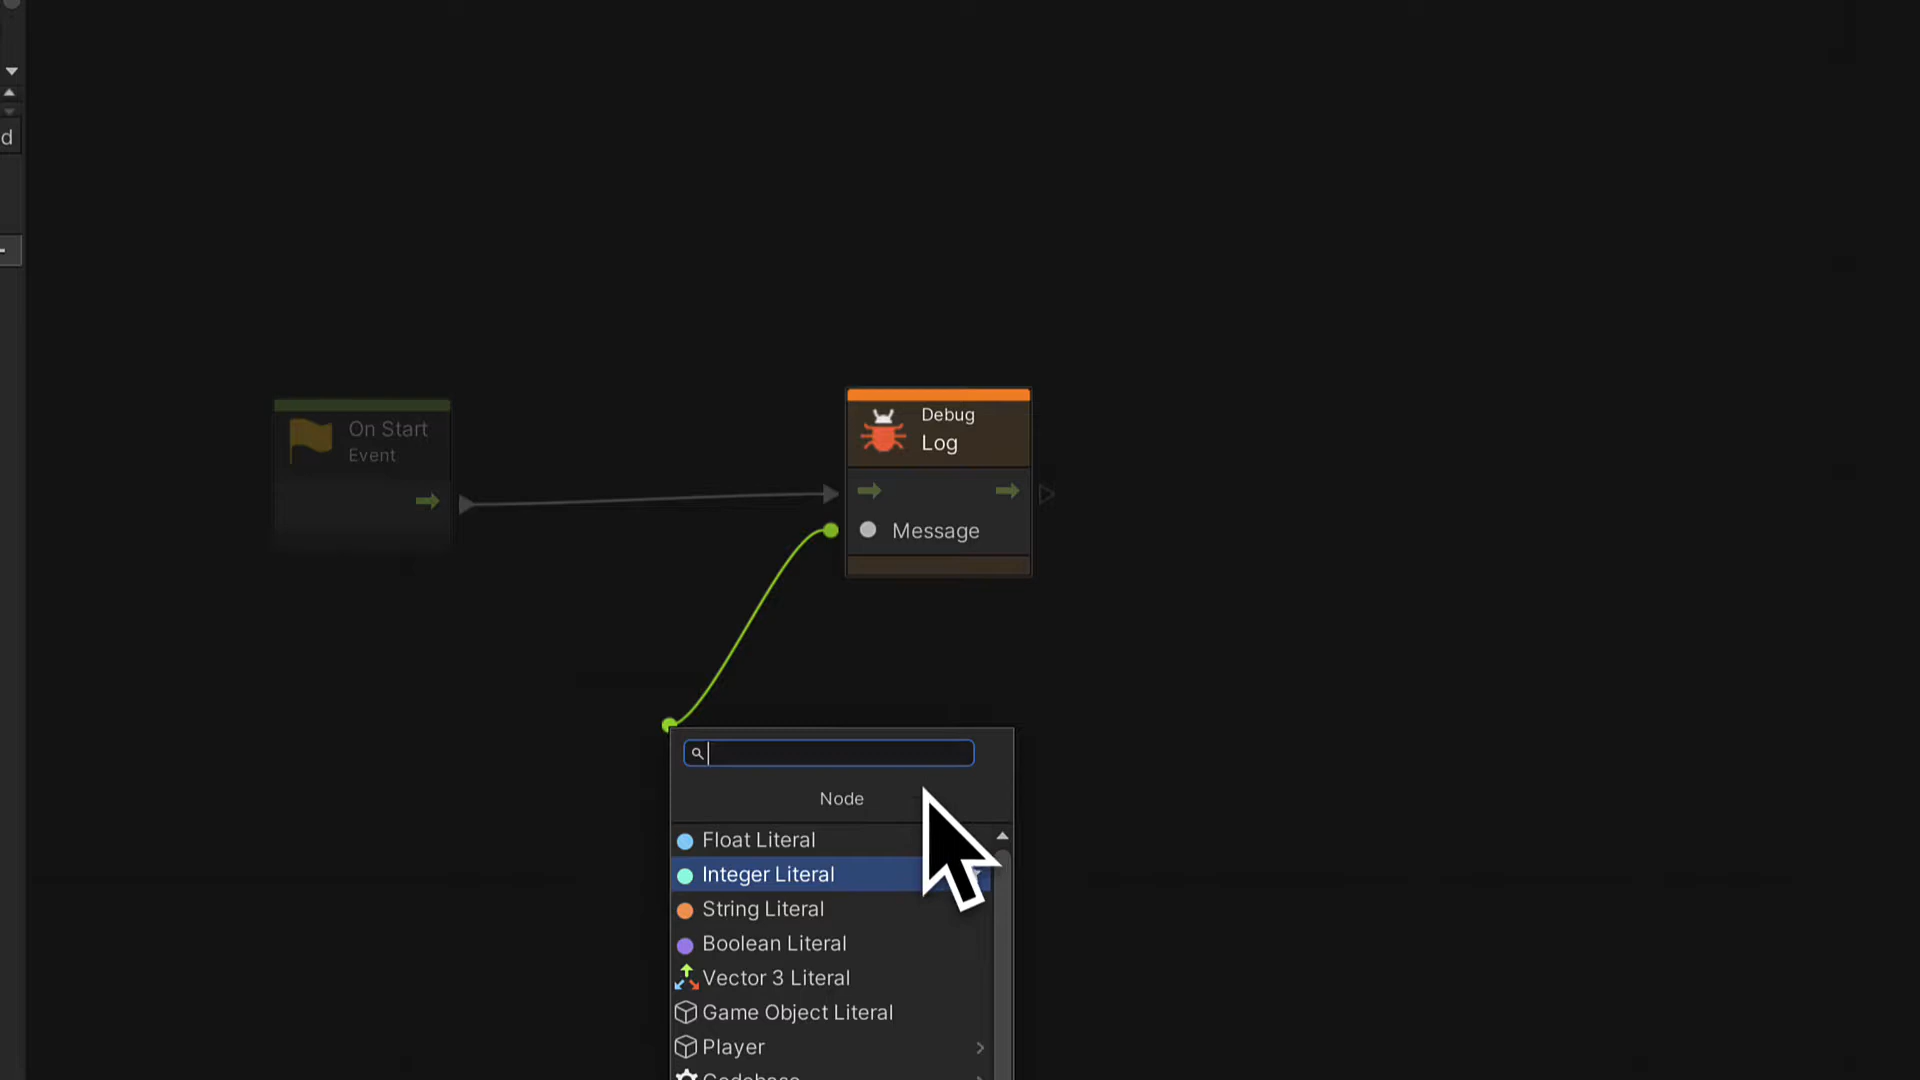 d
On Start
Event
Debug
Log
Message
Node
Float Literal
Integer Literal
String Literal
Boolean Literal
Vector 3 Literal
Game Object Literal
Player
Codebase